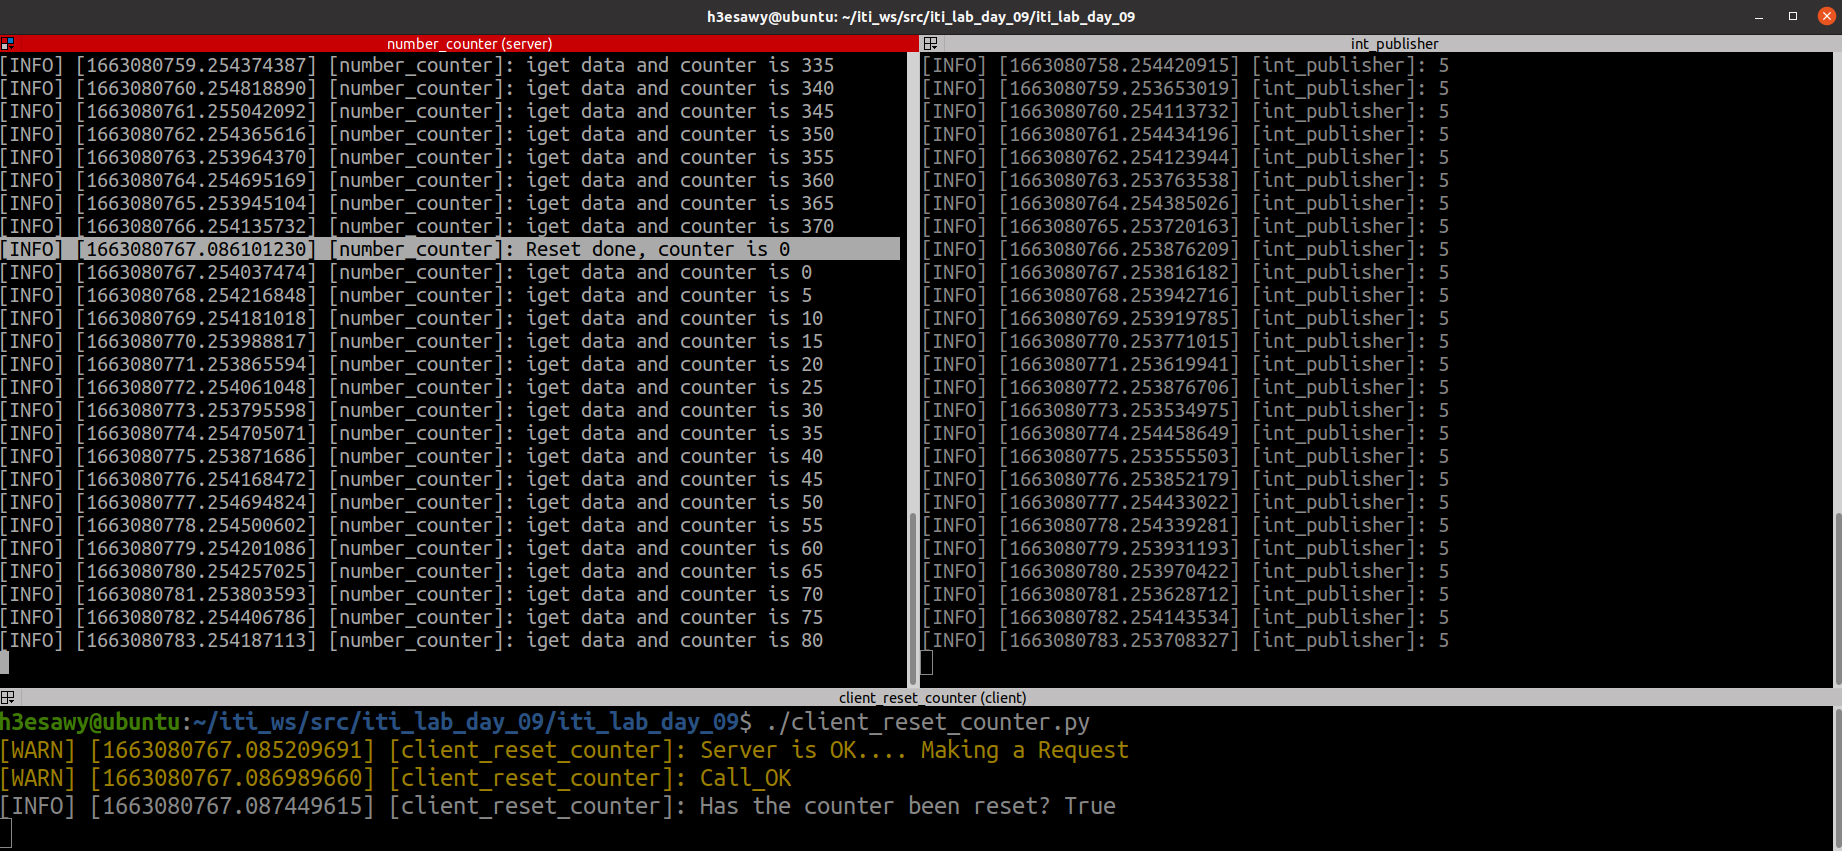 h3esawy@ubuntu: ~/iti_ws/src/iti_lab_day_09/iti_lab_day_09
number_counter (server)
[INFO] [1663080759.254374387] [number_counter]: iget data and counter is 335
[INFO] [1663080760.254818890] [number_counter]: iget data and counter is 340
[INFO] [1663080761.255042092] [number_counter]: iget data and counter is 345
[INFO] [1663080762.254365616] [number_counter]: iget data and counter is 350
[INFO] [1663080763.253964370] [number_counter]: iget data and counter is 355
[INFO] [1663080764.254695169] [number_counter]: iget data and counter is 360
[INFO] [1663080765.253945104] [number_counter]: iget data and counter is 365
[INFO] [1663080766.254135732] [number_counter]: iget data and counter is 370
[INFO] [1663080767.086101230] [number_counter]: Reset done, counter is 0
[INFO] [1663080767.254037474] [number_counter]: iget data and counter is 0
[INFO] [1663080768.254216848] [number_counter]: iget data and counter is 5
[INFO] [1663080769.254181018] [number_counter]: iget data and counter is 10
[INFO] [1663080770.253988817] [number_counter]: iget data and counter is 15
[INFO] [1663080771.253865594] [number_counter]: iget data and counter is 20
[INFO] [1663080772.254061048] [number_counter]: iget data and counter is 25
[INFO] [1663080773.253795598] [number_counter]: iget data and counter is 30
[INFO] [1663080774.254705071] [number_counter]: iget data and counter is 35
[INFO] [1663080775.253871686] [number_counter]: iget data and counter is 40
[INFO] [1663080776.254168472] [number_counter]: iget data and counter is 45
[INFO] [1663080777.254694824] [number_counter]: iget data and counter is 50
[INFO] [1663080778.254500602] [number_counter]: iget data and counter is 55
[INFO] [1663080779.254201086] [number_counter]: iget data and counter is 60
[INFO] [1663080780.254257025] [number_counter]: iget data and counter is 65
[INFO] [1663080781.253803593] [number_counter]: iget data and counter is 70
[INFO] [1663080782.254406786] [number_counter]: iget data and counter is 75
[INFO] [1663080783.254187113] [number_counter]: iget data and counter is 80
int_publisher
[INFO] [1663080758.254420915] [int_publisher]: 5
[INFO] [1663080759.253653019] [int_publisher]: 5
[INFO] [1663080760.254113732] [int_publisher]: 5
[INFO] [1663080761.254434196] [int_publisher]: 5
[INFO] [1663080762.254123944] [int_publisher]: 5
[INFO] [1663080763.253763538] [int_publisher]: 5
[INFO] [1663080764.254385026] [int_publisher]: 5
[INFO] [1663080765.253720163] [int_publisher]: 5
[INFO] [1663080766.253876209] [int_publisher]: 5
[INFO] [1663080767.253816182] [int_publisher]: 5
[INFO] [1663080768.253942716] [int_publisher]: 5
[INFO] [1663080769.253919785] [int_publisher]: 5
[INFO] [1663080770.253771015] [int_publisher]: 5
[INFO] [1663080771.253619941] [int_publisher]: 5
[INFO] [1663080772.253876706] [int_publisher]: 5
[INFO] [1663080773.253534975] [int_publisher]: 5
[INFO] [1663080774.254458649] [int_publisher]: 5
[INFO] [1663080775.253555503] [int_publisher]: 5
[INFO] [1663080776.253852179] [int_publisher]: 5
[INFO] [1663080777.254433022] [int_publisher]: 5
[INFO] [1663080778.254339281] [int_publisher]: 5
[INFO] [1663080779.253931193] [int_publisher]: 5
[INFO] [1663080780.253970422] [int_publisher]: 5
[INFO] [1663080781.253628712] [int_publisher]: 5
[INFO] [1663080782.254143534] [int_publisher]: 5
[INFO] [1663080783.253708327] [int_publisher]: 5
client_reset_counter (client)
h3esawy@ubuntu:~/iti_ws/src/iti_lab_day_09/iti_lab_day_09$ ./client_reset_counter.py
[WARN] [1663080767.085209691] [client_reset_counter]: Server is OK.... Making a Request
[WARN] [1663080767.086989660] [client_reset_counter]: Call_OK
[INFO] [1663080767.087449615] [client_reset_counter]: Has the counter been reset? True